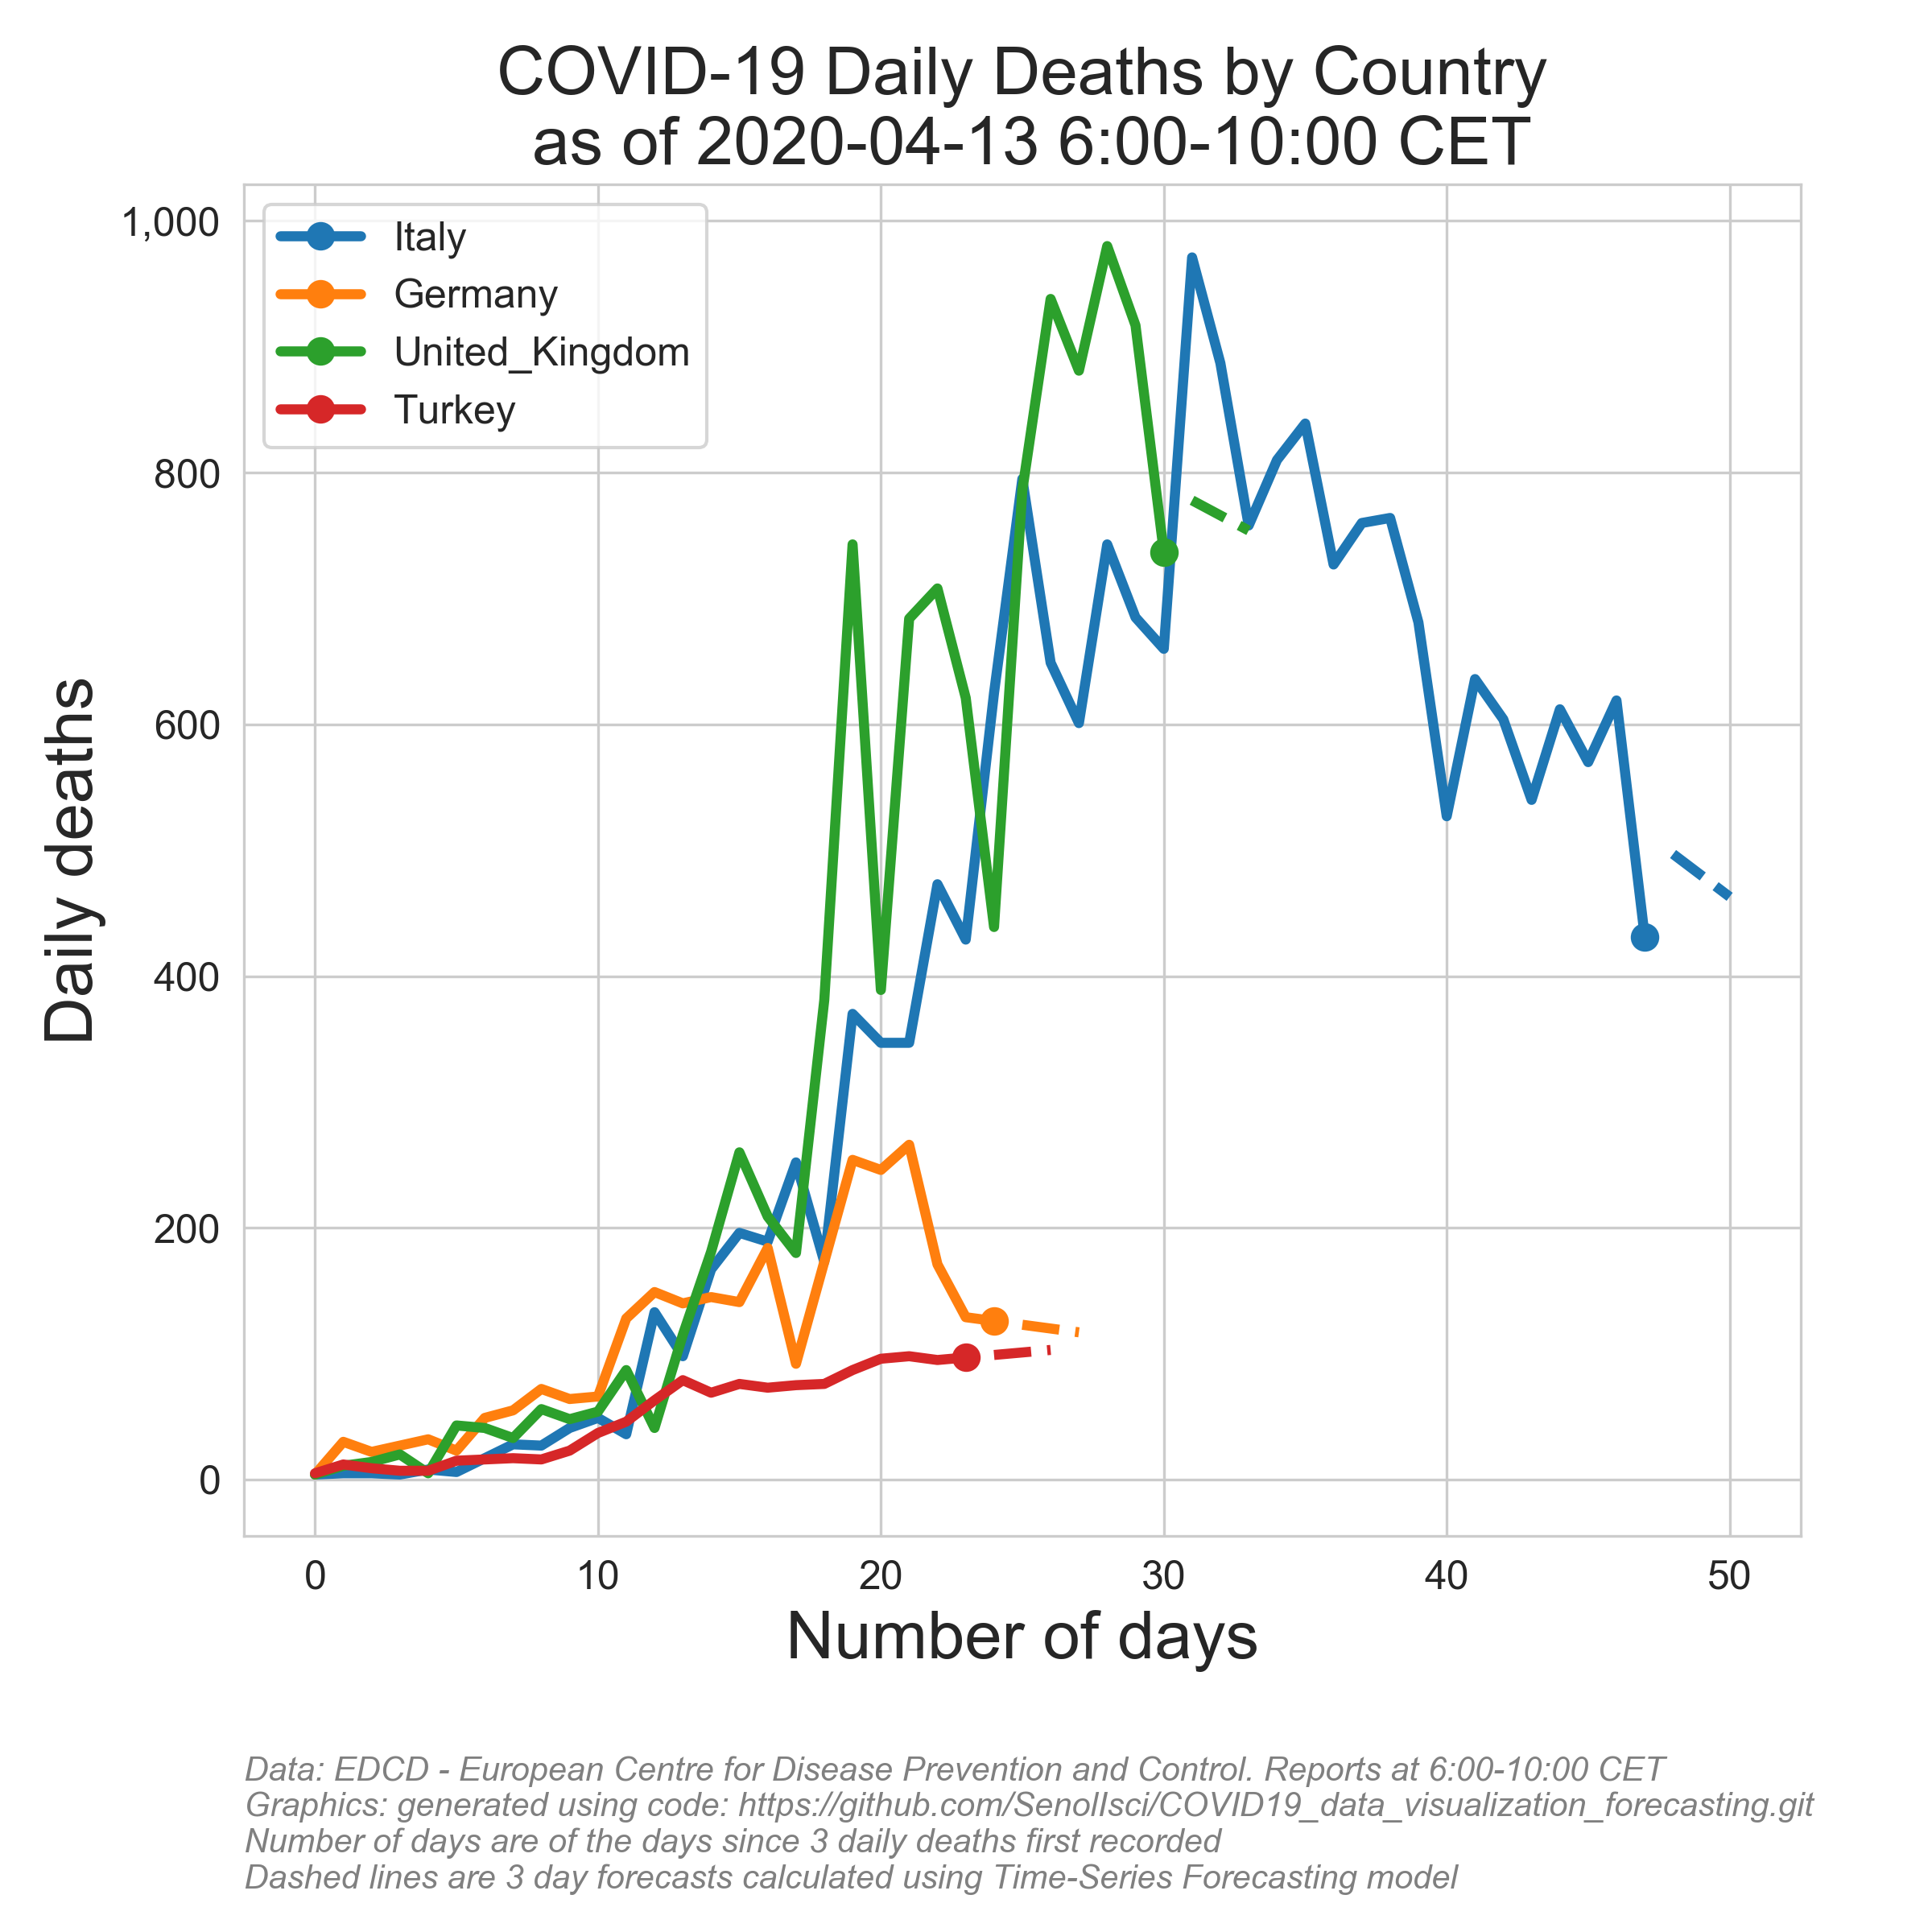 COVID-19 Daily Deaths by Country
as of 2020-04-13 6:00-10:00 CET
1,000
800
600
400
200
0
Daily deaths
Italy
Germany
United_Kingdom
Turkey
0 10 20 30 40 50
Number of days
Data: EDCD - European Centre for Disease Prevention and Control. Reports at 6:00-10:00 CET
Graphics: generated using code: https://github.com/SenolIsci/COVID19_data_visualization_forecasting.git
Number of days are of the days since 3 daily deaths first recorded
Dashed lines are 3 day forecasts calculated using Time-Series Forecasting model